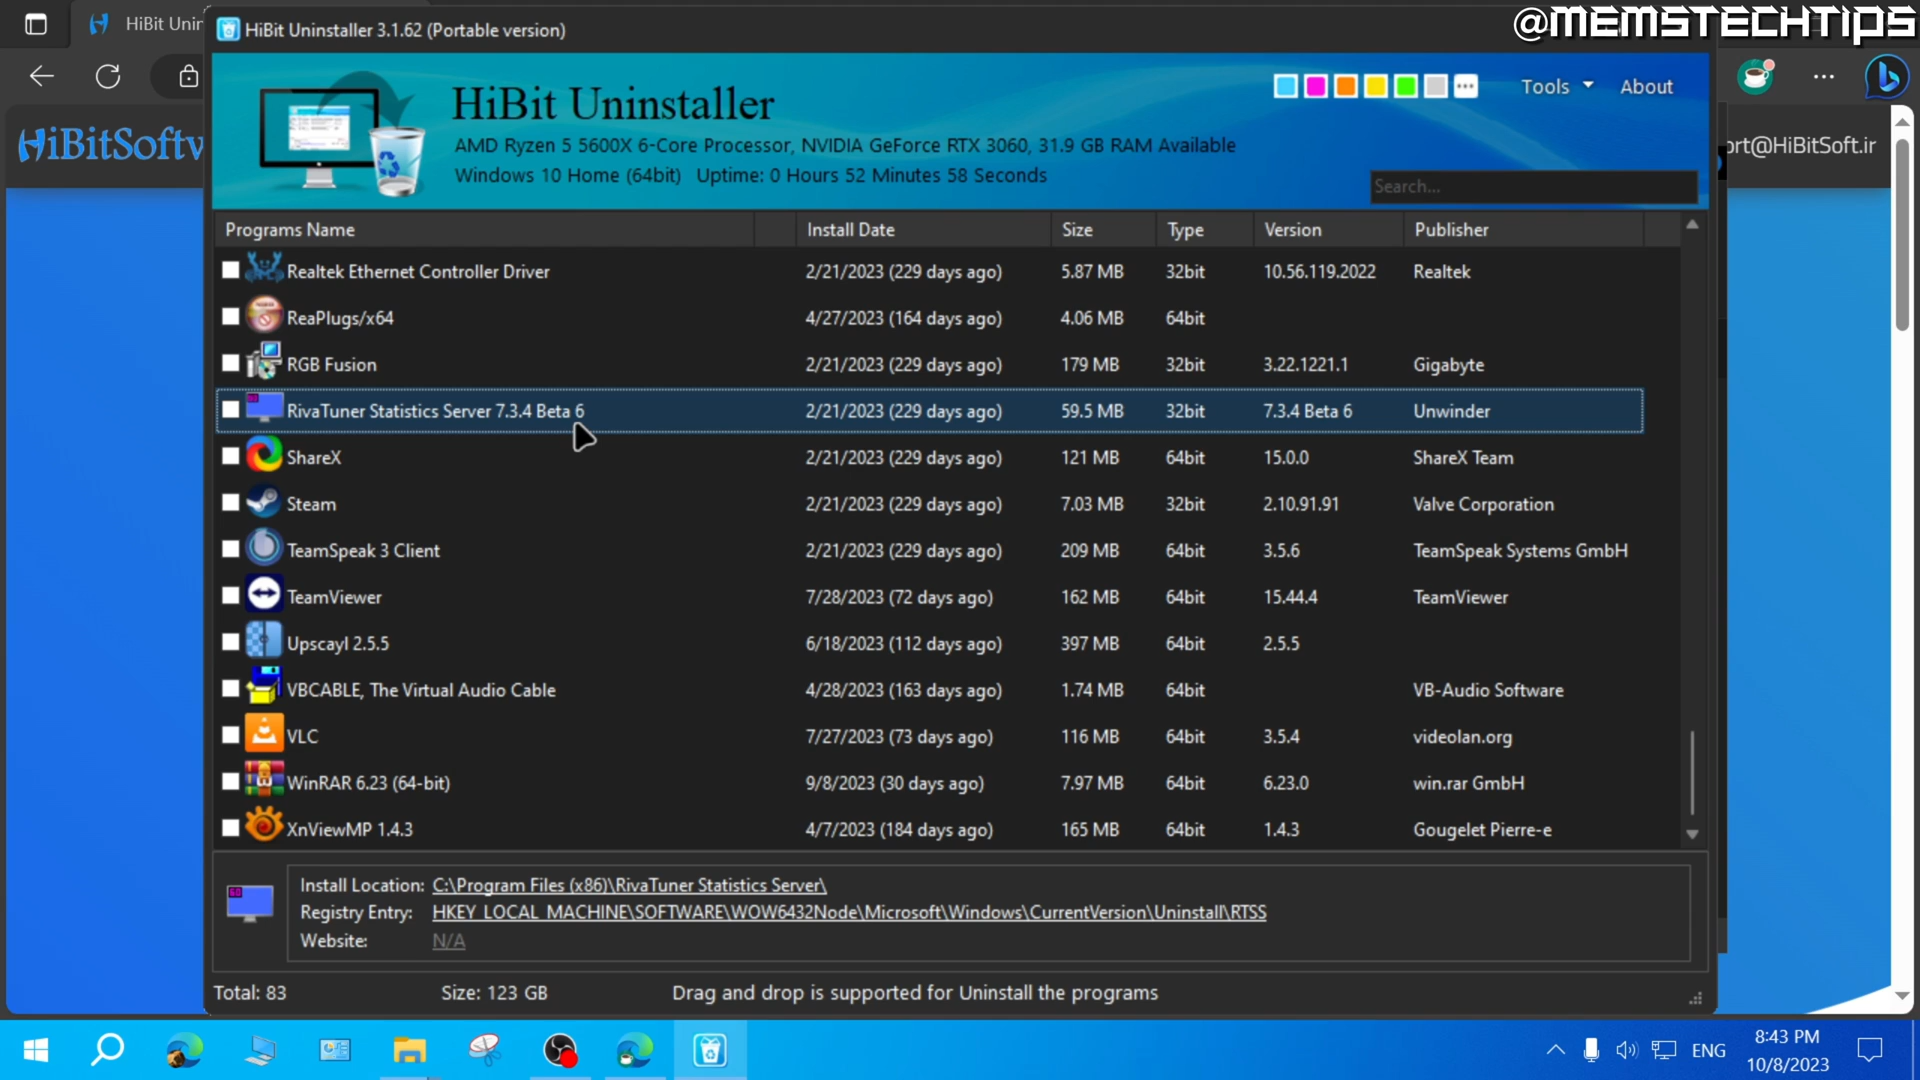 HiBit Unin
HiBit Uninstaller 3.1.62 (Portable version)
@MEMSTECHTIPS
HiBit Uninstaller
AMD Ryzen 5 5600X 6-Core Processor, NVIDIA GeForce RTX 3060, 31.9 GB RAM Available
Windows 10 Home (64bit) Uptime: 0 Hours 52 Minutes 58 Seconds
Tools About
HiBitSoftw
ort@HiBitSoft.ir
Search...
Programs Name Install Date Size Type Version Publisher
Realtek Ethernet Controller Driver 2/21/2023 (229 days ago) 5.87 MB 32bit 10.56.119.2022 Realtek
ReaPlugs/x64 4/27/2023 (164 days ago) 4.06 MB 64bit
RGB Fusion 2/21/2023 (229 days ago) 179 MB 32bit 3.22.1221.1 Gigabyte
RivaTuner Statistics Server 7.3.4 Beta 6 2/21/2023 (229 days ago) 59.5 MB 32bit 7.3.4 Beta 6 Unwinder
ShareX 2/21/2023 (229 days ago) 121 MB 64bit 15.0.0 ShareX Team
Steam 2/21/2023 (229 days ago) 7.03 MB 32bit 2.10.91.91 Valve Corporation
TeamSpeak 3 Client 2/21/2023 (229 days ago) 209 MB 64bit 3.5.6 TeamSpeak Systems GmbH
TeamViewer 7/28/2023 (72 days ago) 162 MB 64bit 15.44.4 TeamViewer
Upscayl 2.5.5 6/18/2023 (112 days ago) 397 MB 64bit 2.5.5
VBCABLE, The Virtual Audio Cable 4/28/2023 (163 days ago) 1.74 MB 64bit VB-Audio Software
VLC 7/27/2023 (73 days ago) 116 MB 64bit 3.5.4 videolan.org
WinRAR 6.23 (64-bit) 9/8/2023 (30 days ago) 7.97 MB 64bit 6.23.0 win.rar GmbH
XnViewMP 1.4.3 4/7/2023 (184 days ago) 165 MB 64bit 1.4.3 Gougelet Pierre-e
60
Install Location: C:\Program Files (x86)\RivaTuner Statistics Server\
Registry Entry: HKEY_LOCAL_MACHINE\SOFTWARE\WOW6432Node\Microsoft\Windows\CurrentVersion\Uninstall\RTSS
Website: N/A
Total: 83 Size: 123 GB Drag and drop is supported for Uninstall the programs
ENG
8:43 PM
10/8/2023